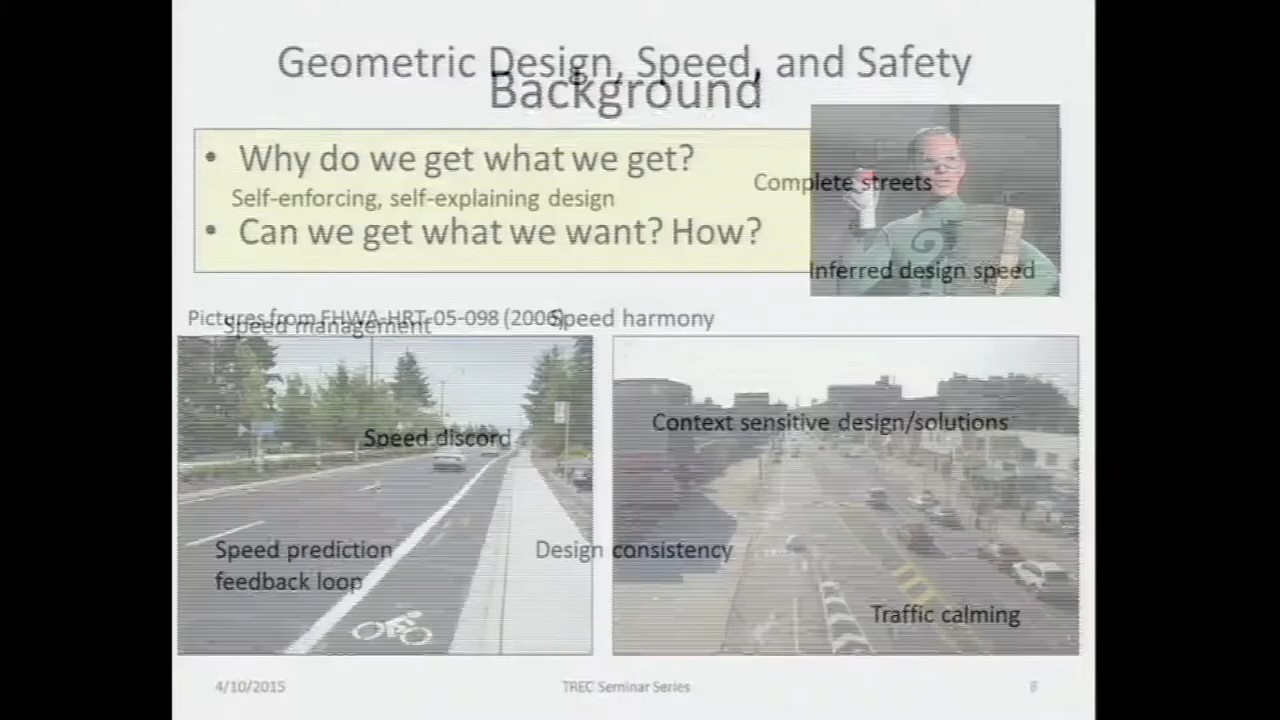 Geometric Design, Speed, and Safety
Background
• Why do we get what we get?
Complete streets
Self-enforcing, self-explaining design
• Can we get what we want? How?
Inferred design speed
Pictures from FHWA-HRT-05-098 (2006)
Speed management
Speed harmony
Context sensitive design/solutions
Speed discord
Speed prediction
feedback loop
Design consistency
Traffic calming
4/10/2015
TREC Seminar Series